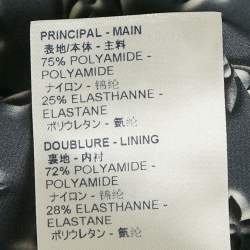 PRINCIPAL - MAIN
表地/本体 - 主料
75% POLYAMIDE -
POLYAMIDE
ナイロン - 锦纶
25% ELASTHANNE -
ELASTANE
ポリウレタン - 氨纶
DOUBLURE - LINING
裏地 - 内衬
72% POLYAMIDE -
POLYAMIDE
ナイロン - 锦纶
28% ELASTHANNE -
ELASTANE
ポリウレタン - 氨纶